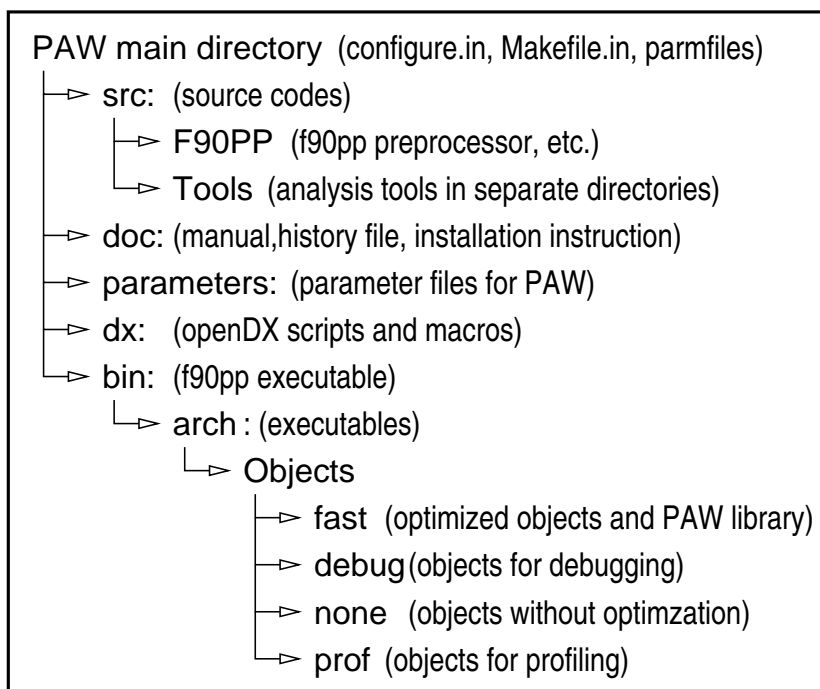 PAW main directory (configure.in, Makefile.in, parmfiles)
src: (source codes)
F90PP (f90pp preprocessor, etc.)
Tools (analysis tools in separate directories)
doc: (manual,history file, installation instruction)
parameters: (parameter files for PAW)
dx: (openDX scripts and macros)
bin: (f90pp executable)
arch : (executables)
Objects
fast (optimized objects and PAW library)
debug(objects for debugging)
none (objects without optimzation)
prof (objects for profiling)